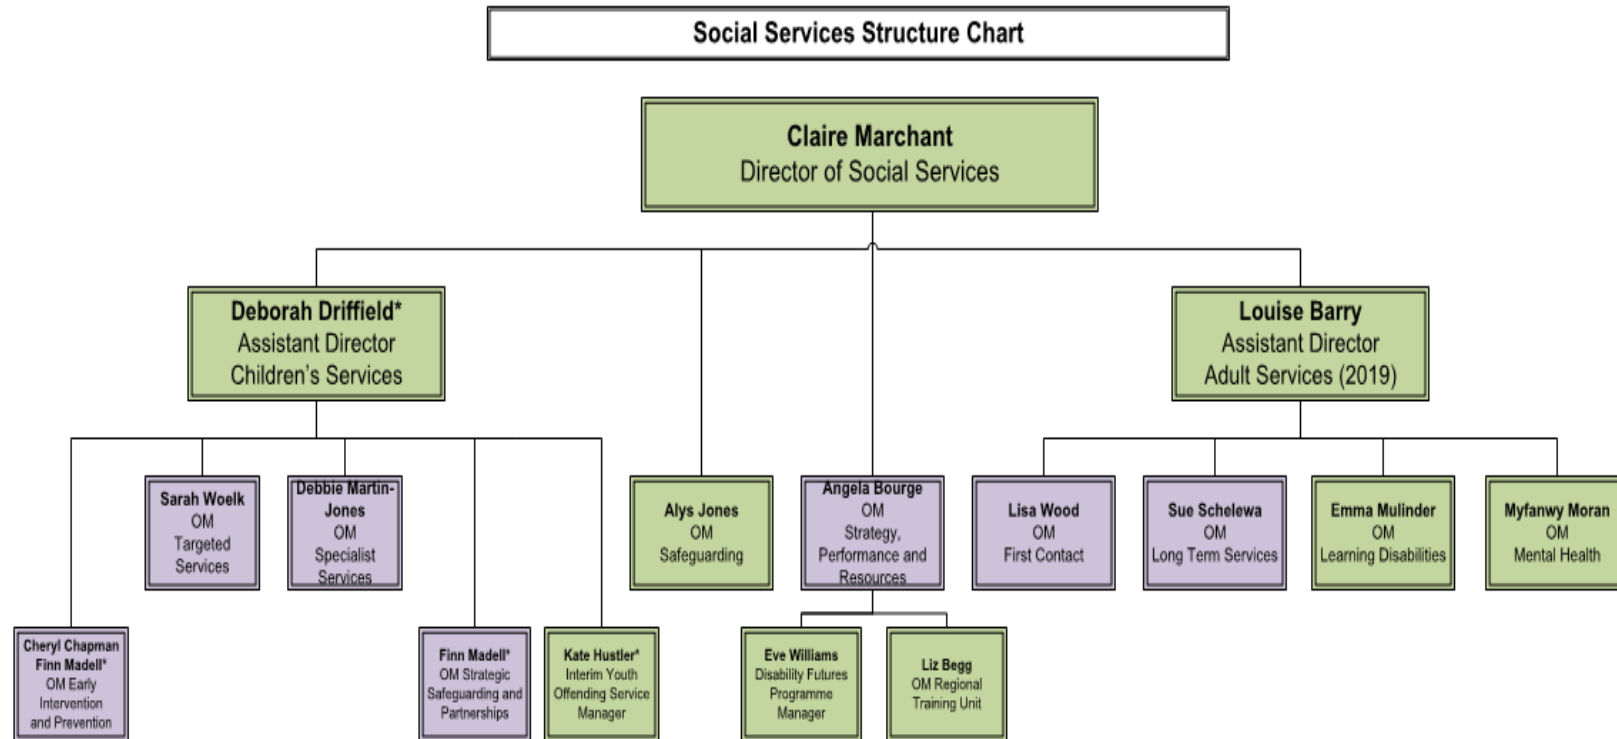 Social Services Structure Chart
Claire Marchant
Director of Social Services
Deborah Driffield*
Assistant Director
Children's Services
Louise Barry
Assistant Director
Adult Services (2019)
Sarah Woelk
OM
Targeted
Services
Debbie Martin-
Jones
OM
Specialist
Services
Alys Jones
OM
Safeguarding
Angela Bourge
OM
Strategy,
Performance and
Resources
Lisa Wood
OM
First Contact
Sue Schelewa
OM
Long Term Services
Emma Mulinder
OM
Learning Disabilities
Myfanwy Moran
OM
Mental Health
Cheryl Chapman
Finn Madell*
OM Early
Intervention
and Prevention
Finn Madell*
OM Strategic
Safeguarding and
Partnerships
Kate Hustler*
Interim Youth
Offending Service
Manager
Eve Williams
Disability Futures
Programme
Manager
Liz Begg
OM Regional
Training Unit